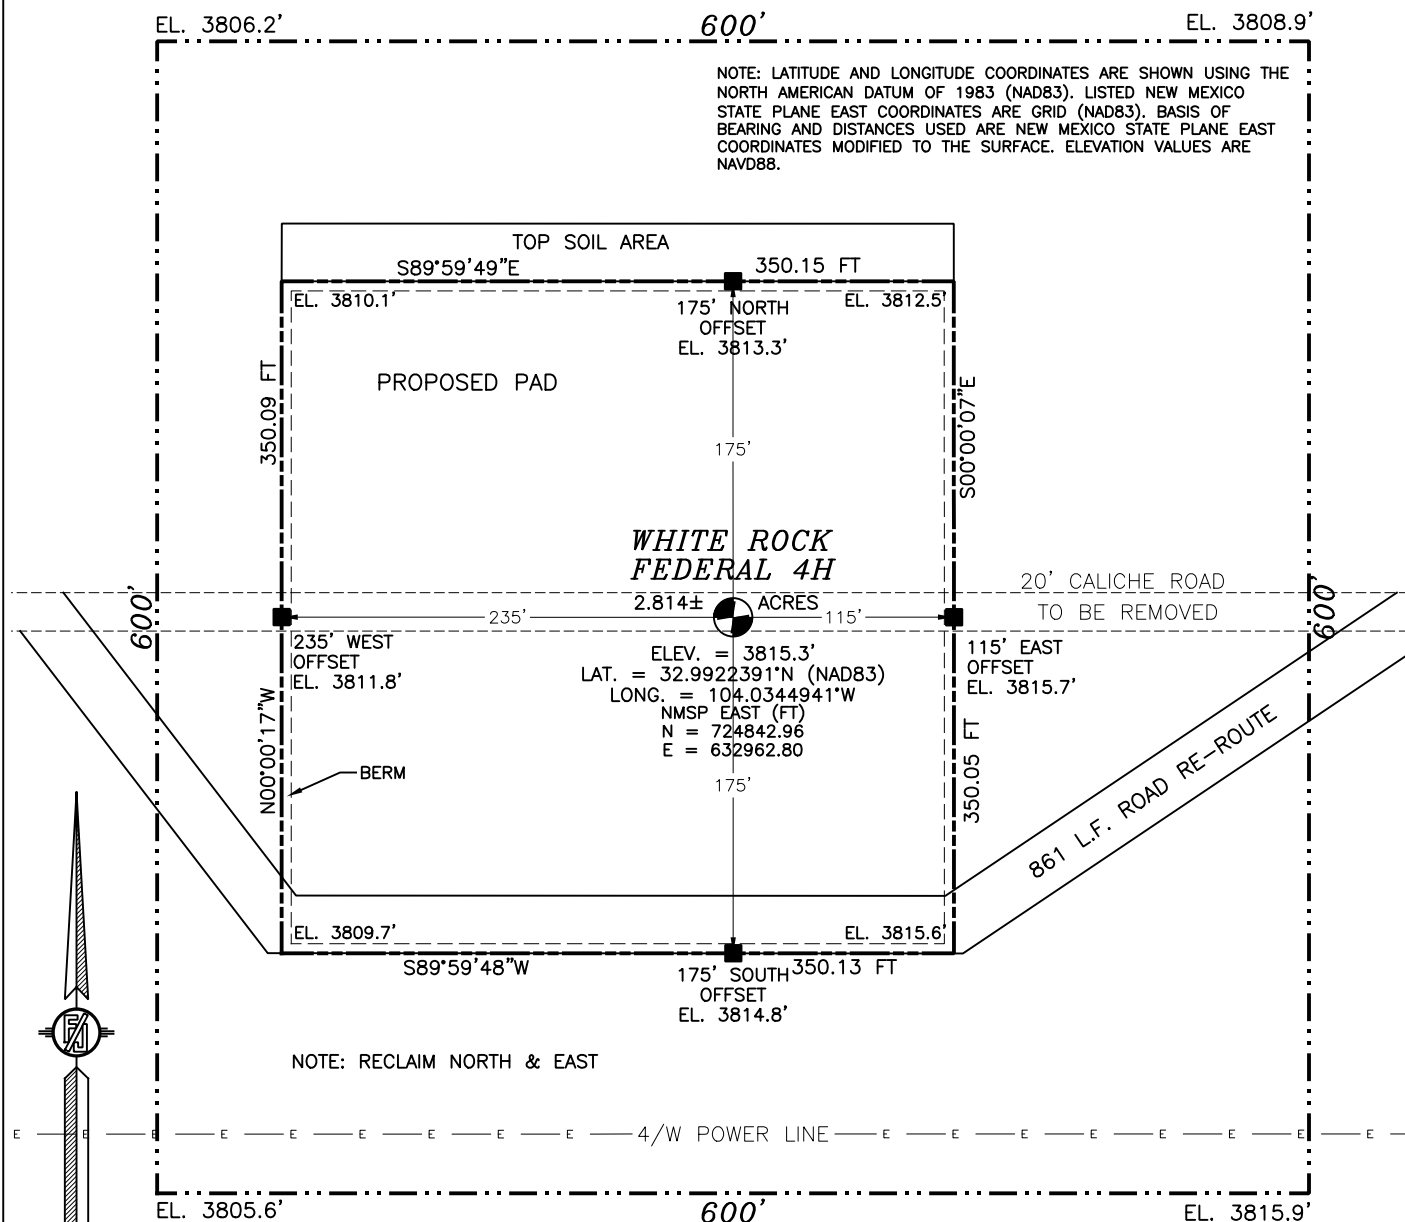 EL. 3806.2'
600'
EL. 3808.9'
NOTE: LATITUDE AND LONGITUDE COORDINATES ARE SHOWN USING THE
NORTH AMERICAN DATUM OF 1983 (NAD83). LISTED NEW MEXICO
STATE PLANE EAST COORDINATES ARE GRID (NAD83). BASIS OF
BEARING AND DISTANCES USED ARE NEW MEXICO STATE PLANE EAST
COORDINATES MODIFIED TO THE SURFACE. ELEVATION VALUES ARE
NAVD88.
TOP SOIL AREA
S89°59'49"E
350.15 FT
EL. 3810.1'
175' NORTH
OFFSET
EL. 3813.3'
EL. 3812.5'
PROPOSED PAD
350.09 FT
S00°00'07"E
175'
WHITE ROCK
FEDERAL 4H
2.814± ACRES
20' CALICHE ROAD
TO BE REMOVED
600'
600'
235'
115'
235' WEST
OFFSET
EL. 3811.8'
ELEV. = 3815.3'
LAT. = 32.9922391°N (NAD83)
LONG. = 104.0344941°W
NMSP EAST (FT)
N = 724842.96
E = 632962.80
115' EAST
OFFSET
EL. 3815.7'
N00°00'17"W
350.05 FT
BERM
175'
861 L.F. ROAD RE-ROUTE
EL. 3809.7'
EL. 3815.6'
S89°59'48"W
350.13 FT
175' SOUTH
OFFSET
EL. 3814.8'
NOTE: RECLAIM NORTH & EAST
E E E E E E E E E 4/W POWER LINE E E E E E E E E
EL. 3805.6'
600'
EL. 3815.9'